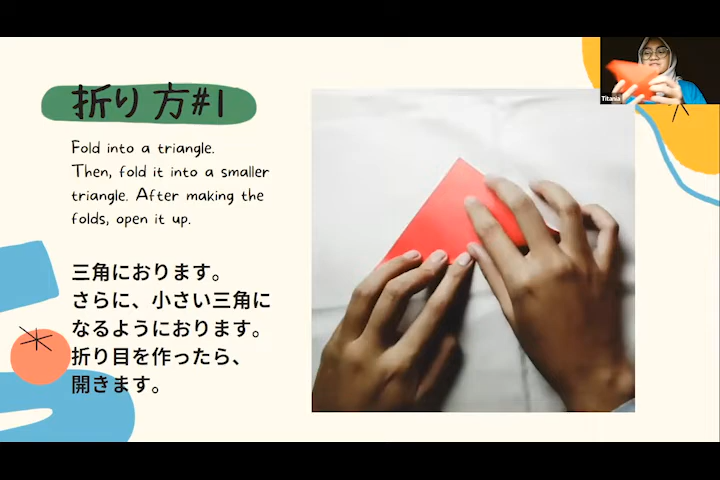 折り方#1
Fold into a triangle.
Then, fold it into a smaller
triangle. After making the
folds, open it up.
三角におります。
さらに、小さい三角に
なるようにおります。
折り目を作ったら、
開きます。
Titania